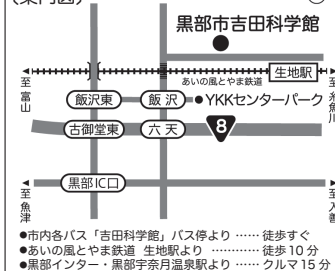 (案内図)
黒部市吉田科学館
生地駅
あいの風とやま鉄道
至富山
至糸魚川
飯沢東
飯沢
●YKKセンターパーク
古御堂東
六天
8
黒部IC口
至魚津
至入善
●市内各バス「吉田科学館」バス停より …… 徒歩すぐ
●あいの風とやま鉄道 生地駅より ………… 徒歩10分
●黒部インター・黒部宇奈月温泉駅より …… クルマ15分